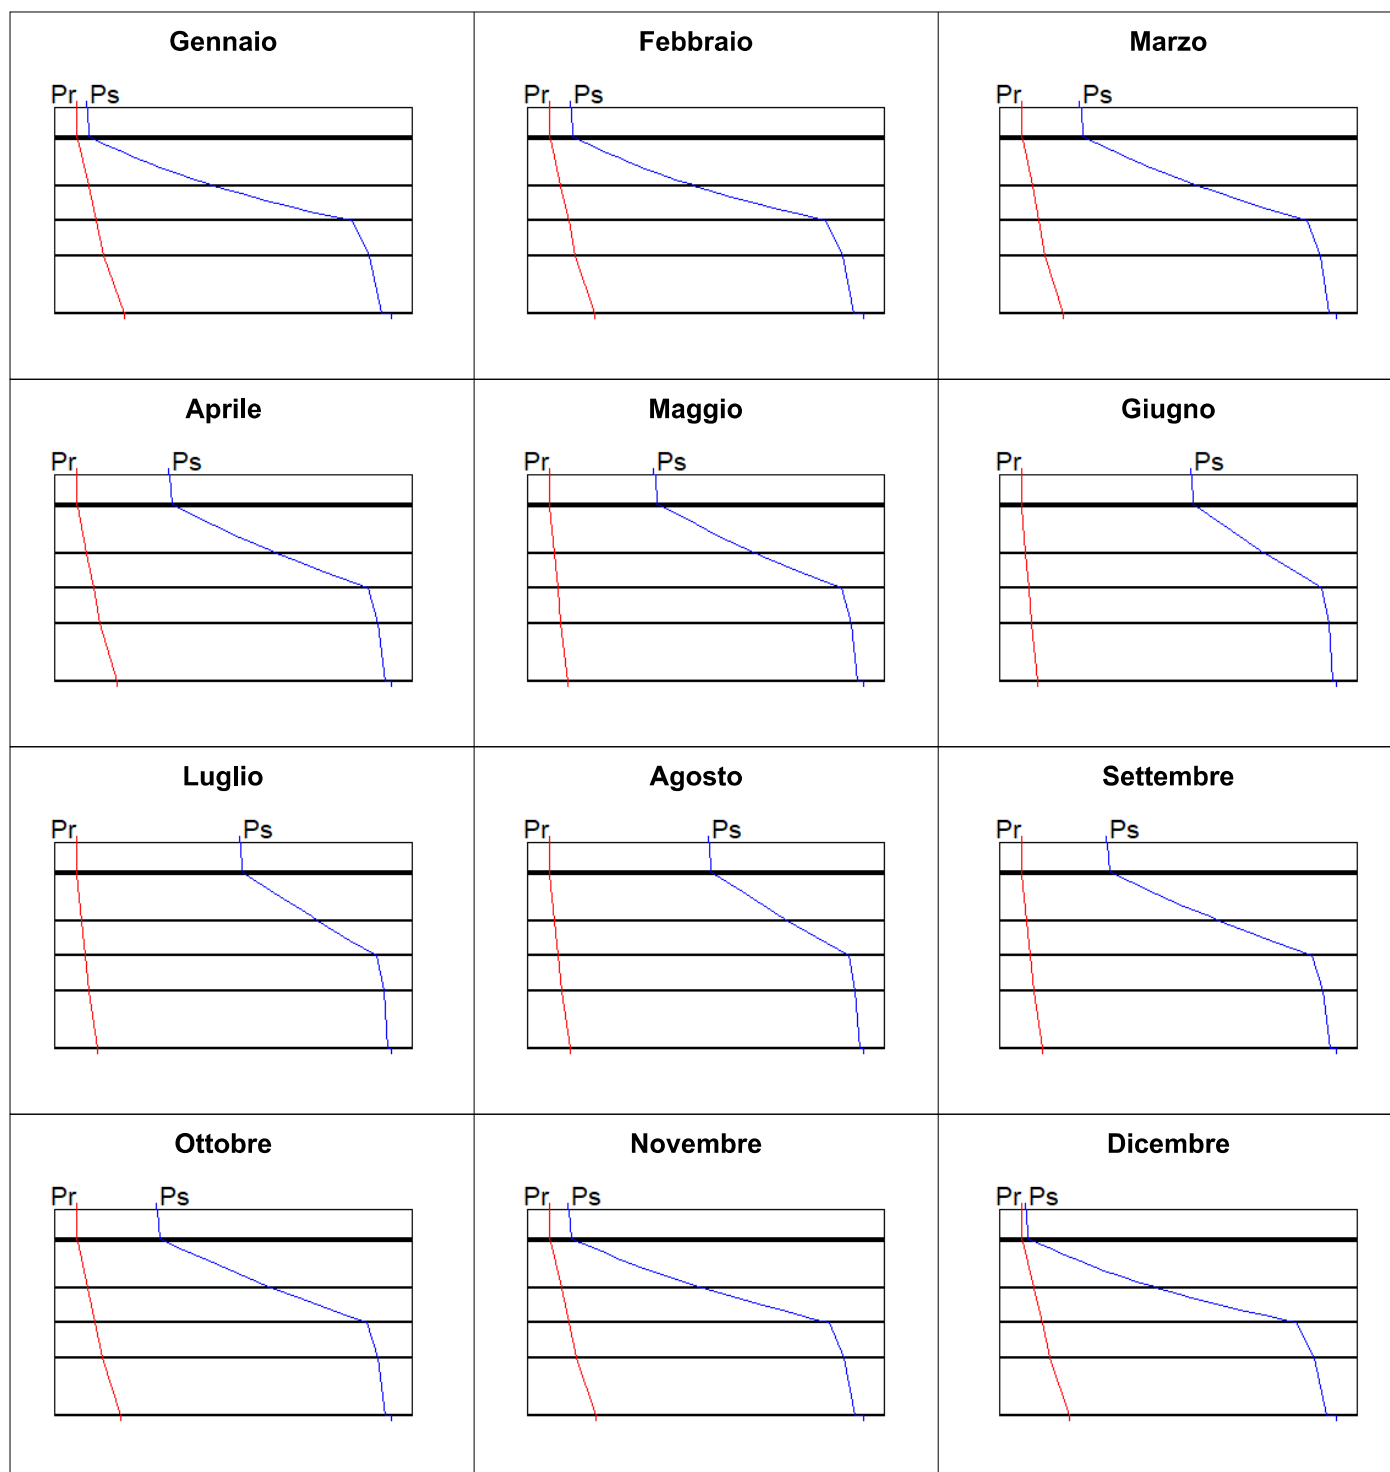 Gennaio
Febbraio
Marzo
Pr Ps
Pr Ps
Pr Ps
Aprile
Maggio
Giugno
Pr Ps
Pr Ps
Pr Ps
Luglio
Agosto
Settembre
Pr Ps
Pr Ps
Pr Ps
Ottobre
Novembre
Dicembre
Pr Ps
Pr Ps
Pr Ps